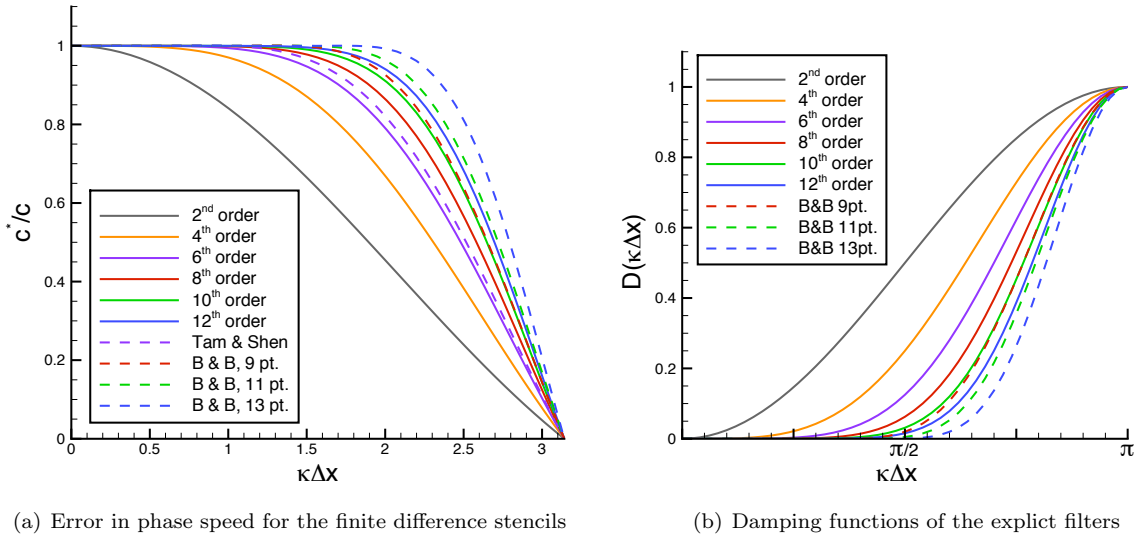 1
0.8
0.6
0.4
0.2
0
c*/c
0
0.5
1
1.5
2
2.5
3
κΔx
2nd order
4th order
6th order
8th order
10th order
12th order
Tam & Shen
B & B, 9 pt.
B & B, 11 pt.
B & B, 13 pt.
(a) Error in phase speed for the finite difference stencils
1
0.8
0.6
0.4
0.2
0
D(κΔx)
π/2
π
κΔx
2nd order
4th order
6th order
8th order
10th order
12th order
B&B 9pt.
B&B 11pt.
B&B 13pt.
(b) Damping functions of the explict filters